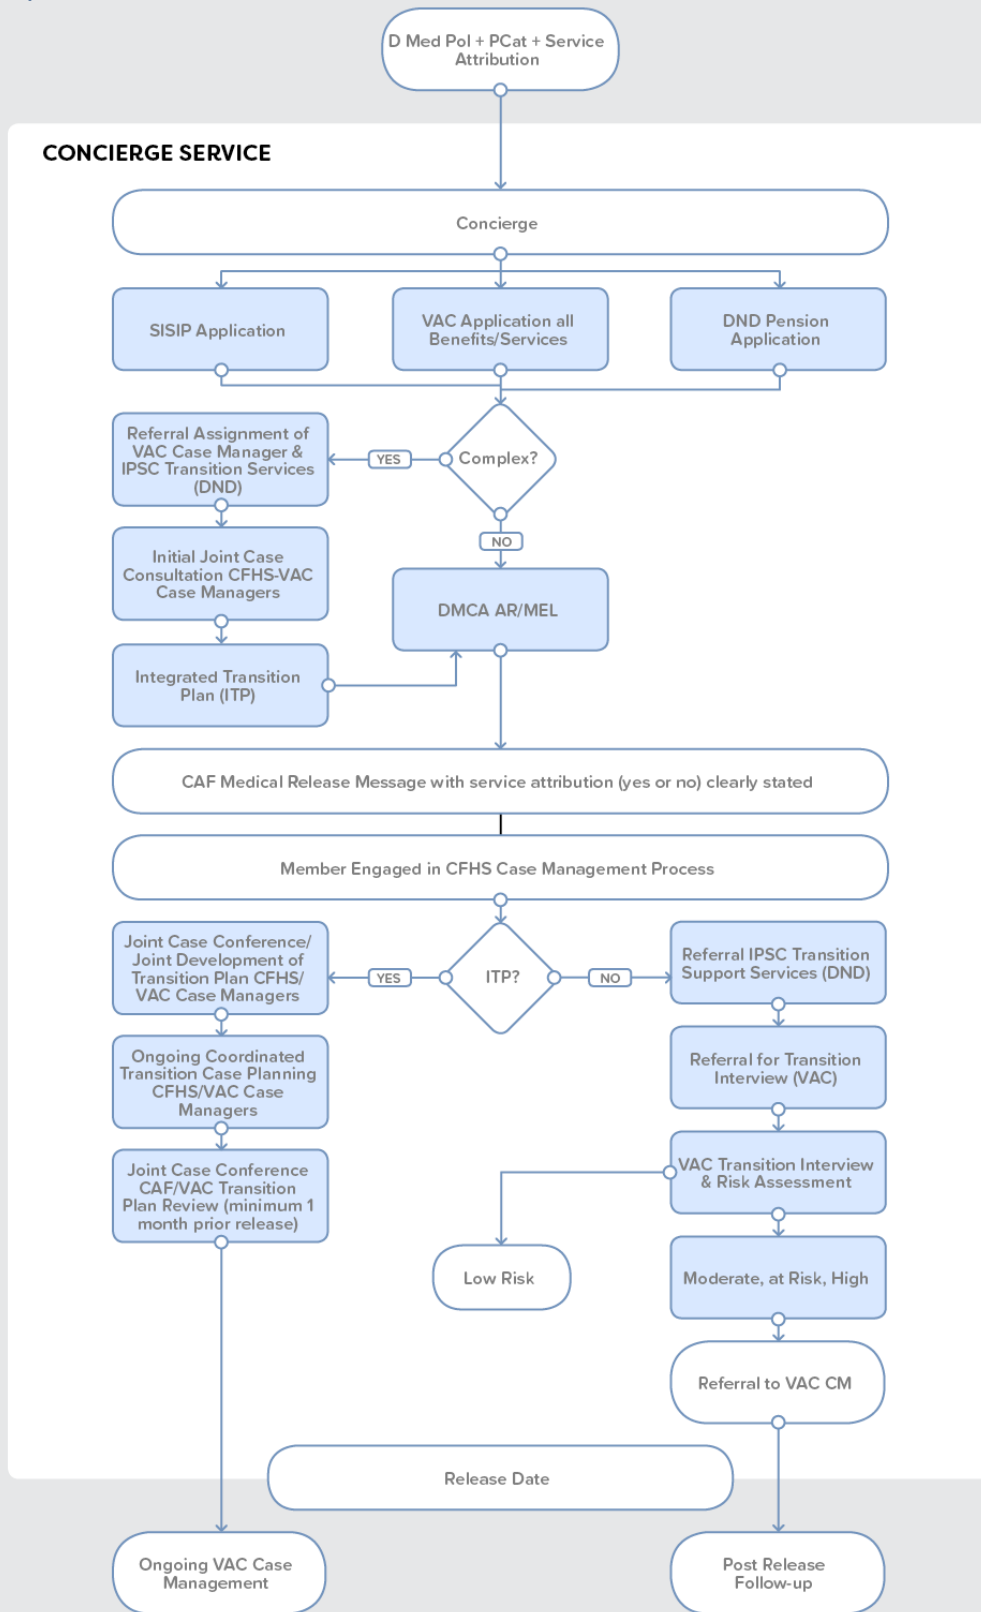 D Med Pol + PCat + Service
Attribution
CONCIERGE SERVICE
Concierge
SISIP Application
VAC Application all
Benefits/Services
DND Pension
Application
Referral Assignment of
VAC Case Manager &
IPSC Transition Services
(DND)
YES
Complex?
NO
Initial Joint Case
Consultation CFHS-VAC
Case Managers
DMCA AR/MEL
Integrated Transition
Plan (ITP)
CAF Medical Release Message with service attribution (yes or no) clearly stated
Member Engaged in CFHS Case Management Process
Joint Case Conference/
Joint Development of
Transition Plan CFHS/
VAC Case Managers
YES
ITP?
NO
Referral IPSC Transition
Support Services (DND)
Ongoing Coordinated
Transition Case Planning
CFHS/VAC Case
Managers
Referral for Transition
Interview (VAC)
Joint Case Conference
CAF/VAC Transition
Plan Review (minimum 1
month prior release)
VAC Transition Interview
& Risk Assessment
Low Risk
Moderate, at Risk, High
Referral to VAC CM
Release Date
Ongoing VAC Case
Management
Post Release
Follow-up